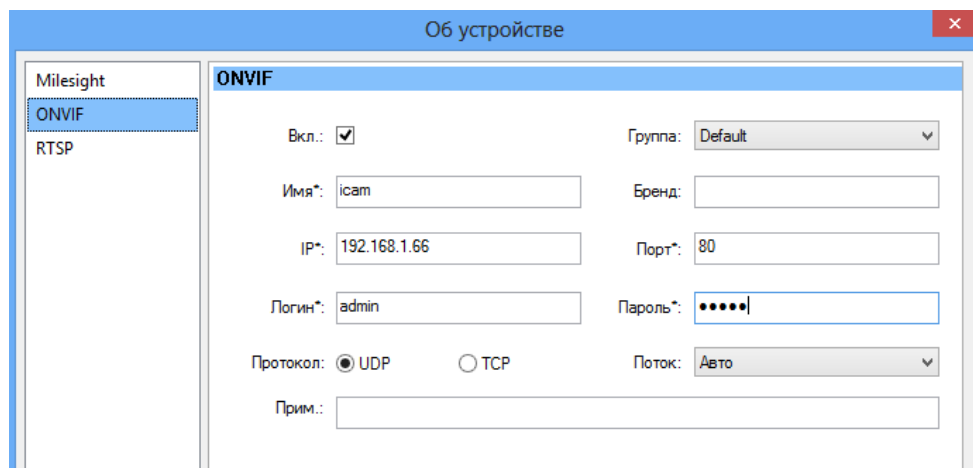 Об устройстве
Milesight
ONVIF
RTSP
ONVIF
Вкл.:
Группа: Default
Имя*: icam
Бренд:
IP*: 192.168.1.66
Порт*: 80
Логин*: admin
Пароль*: •••••
Протокол: UDP TCP
Поток: Авто
Прим.: